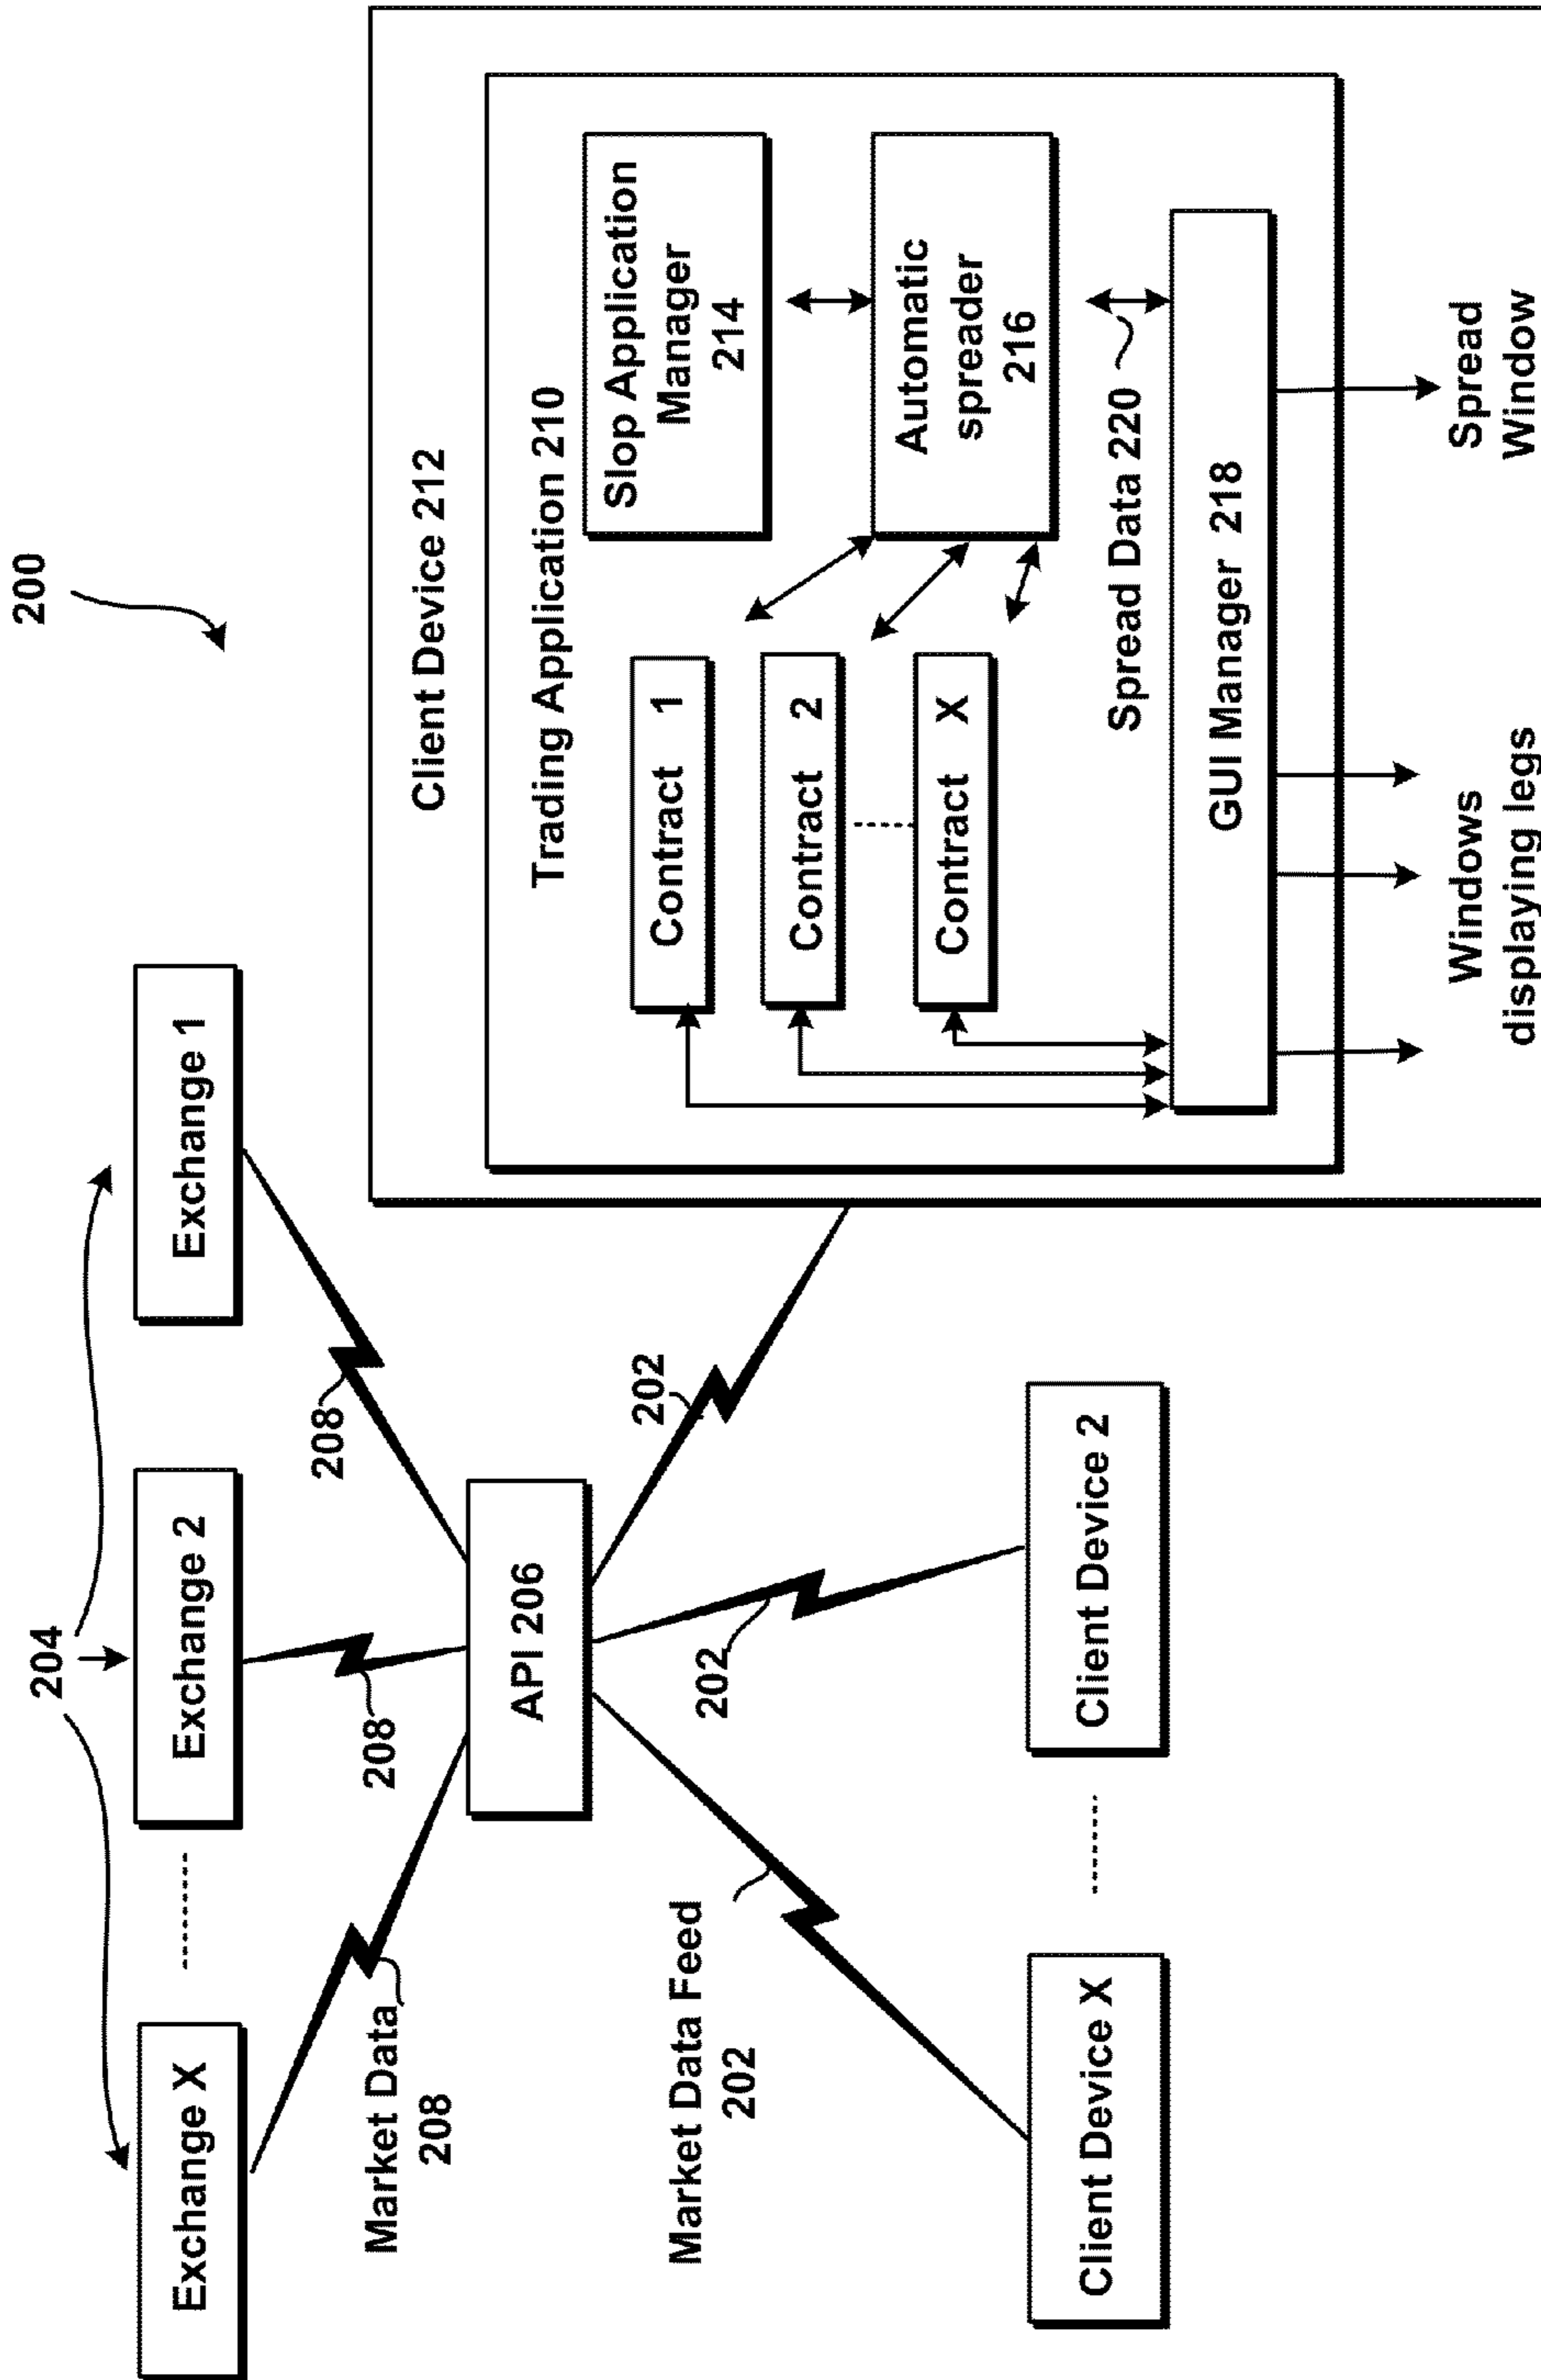 200
204
Exchange X
Exchange 2
Exchange 1
208
208
Market Data
208
API 206
202
202
Market Data Feed
202
Client Device X
Client Device 2
Client Device 212
Trading Application 210
Contract 1
Contract 2
Contract X
Slop Application
Manager
214
Automatic
spreader
216
Spread Data 220
GUI Manager 218
Windows
displaying legs
Spread
Window